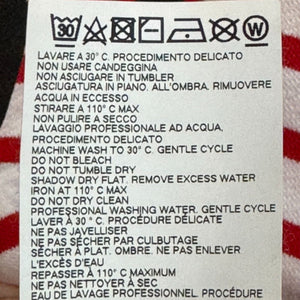 30 W
LAVARE A 30° C. PROCEDIMENTO DELICATO
NON USARE CANDEGGINA
NON ASCIUGARE IN TUMBLER
ASCIUGATURA IN PIANO. ALL'OMBRA. RIMUOVERE
ACQUA IN ECCESSO
STIRARE A 110° C MAX
NON PULIRE A SECCO
LAVAGGIO PROFESSIONALE AD ACQUA.
PROCEDIMENTO DELICATO
MACHINE WASH TO 30° C. GENTLE CYCLE
DO NOT BLEACH
DO NOT TUMBLE DRY
SHADOW DRY FLAT. REMOVE EXCESS WATER
IRON AT 110° C MAX
DO NOT DRY CLEAN
PROFESSIONAL WASHING WATER. GENTLE CYCLE
LAVER À 30° C. PROCÉDURE DÉLICATE
NE PAS JAVELLISER
NE PAS SÉCHER PAR CULBUTAGE
SÉCHER À PLAT. OMBRE. NE PAS ENLEVER
L'EXCÈS D'EAU
REPASSER À 110° C MAXIMUM
NE PAS NETTOYER À SEC
EAU DE LAVAGE PROFESSIONNEL. PROCÉDURE